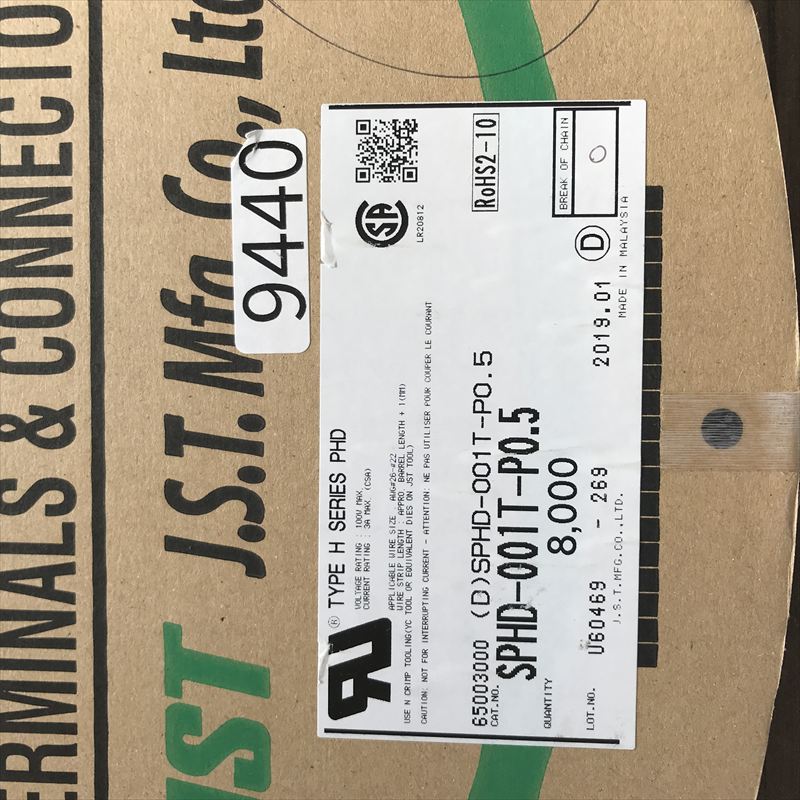 ERMINALS & CONNECTO
JST J.S.T. Mfg. Co., Ltd
9440
® TYPE H SERIES PHD
VOLTAGE RATING : 100V MAX.
CURRENT RATING : 3A MAX. (CSA)
APPLICABLE WIRE SIZE : AWG#26-#22
WIRE STRIP LENGTH : APPRO. BARREL LENGTH + 1(MM)
USE N CRIMP TOOLING(YC TOOL OR EQUIVALENT DIES ON JST TOOL)
CAUTION: NOT FOR INTERRUPTING CURRENT - ATTENTION: NE PAS UTILISER POUR COUPER LE COURANT
SA
LR20812
RoHS2-10
65003000 (D)SPHD-001T-P0.5
CAT.NO. SPHD-001T-P0.5
QUANTITY 8,000
BREAK OF CHAIN
0
LOT.NO. U60469 - 269 2019.01 D
J.S.T.MFG.CO.,LTD. MADE IN MALAYSIA